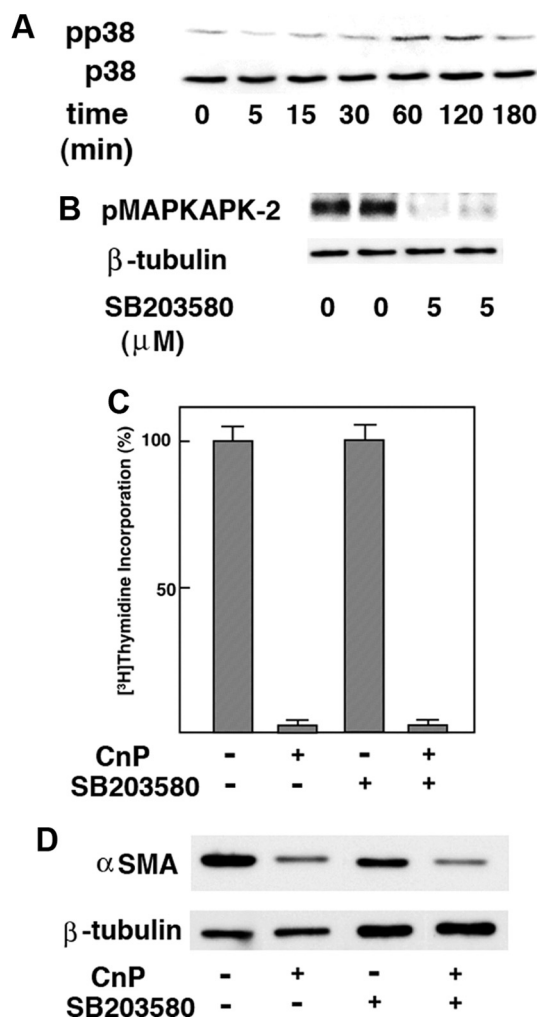 A
pp38
p38
time 0 5 15 30 60 120 180
(min)
B
pMAPKAPK-2
β-tubulin
SB203580 0 0 5 5
(μM)
C
[³H]Thymidine Incorporation (%)
100
50
CnP - + - +
SB203580 - - + +
D
αSMA
β-tubulin
CnP - + - +
SB203580 - - + +